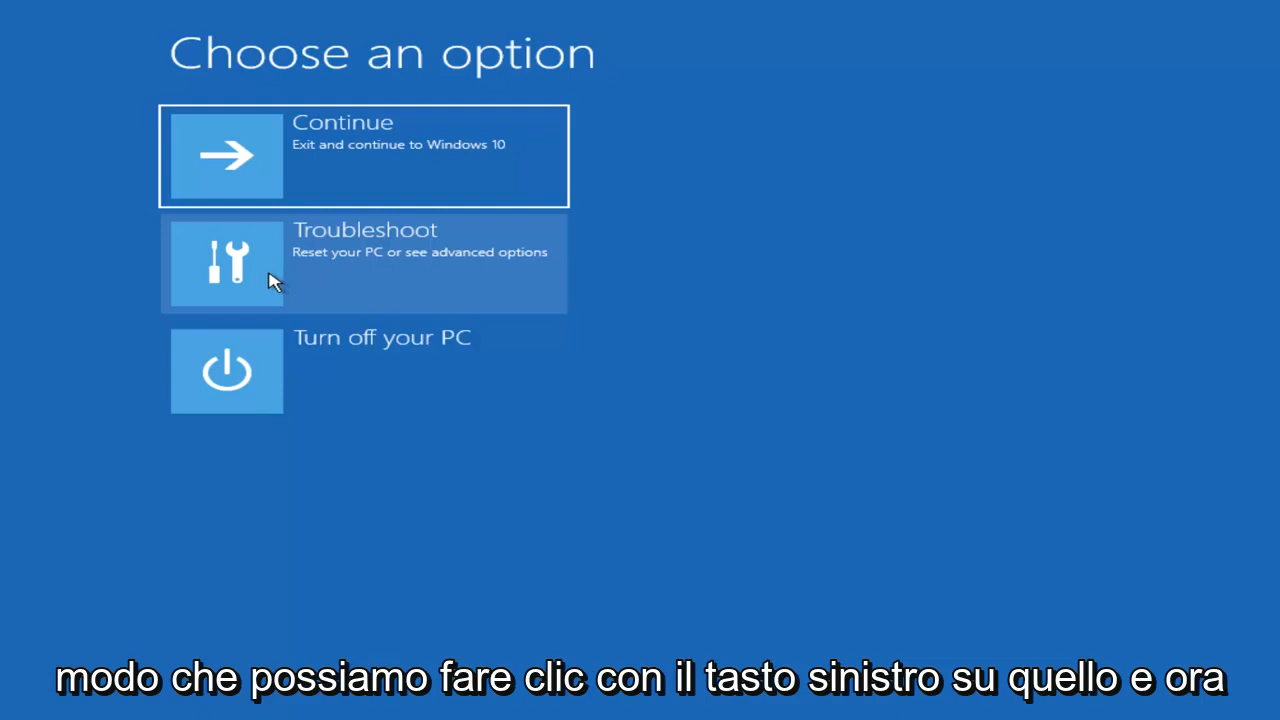 Choose an option
Continue
Exit and continue to Windows 10
Troubleshoot
Reset your PC or see advanced options
Turn off your PC
modo che possiamo fare clic con il tasto sinistro su quello e ora